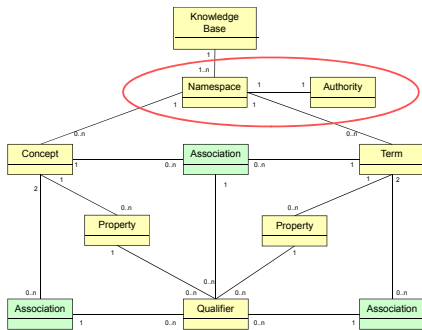 Knowledge
Base
1
1..n
Namespace
1
1
Authority
1
1
0..n
0..n
Concept
1
0..n
Association
0..n
1
Term
2
1
1
1
2
0..n
0..n
Property
Property
1
1
0..n
0..n
0..n
0..n
0..n
Association
1
0..n
Qualifier
0..n
1
Association